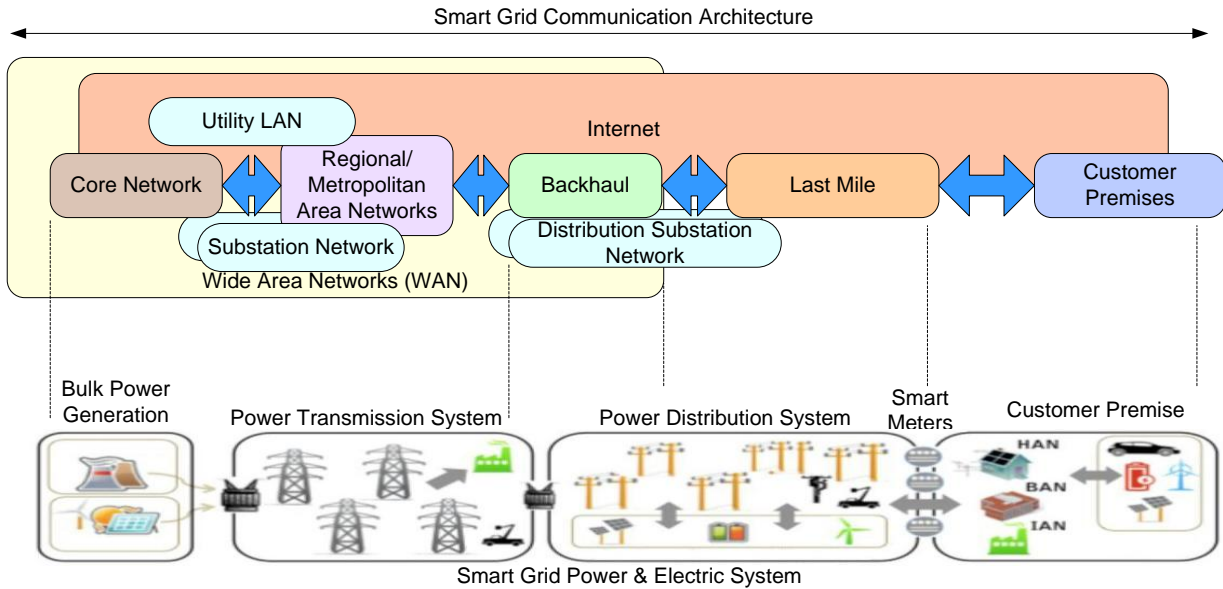 Smart Grid Communication Architecture
Utility LAN
Internet
Core Network
Regional/
Metropolitan
Area Networks
Backhaul
Last Mile
Customer
Premises
Substation Network
Distribution Substation
Network
Wide Area Networks (WAN)
Bulk Power
Generation
Power Transmission System
Power Distribution System
Smart
Meters
Customer Premise
HAN
BAN
IAN
Smart Grid Power & Electric System